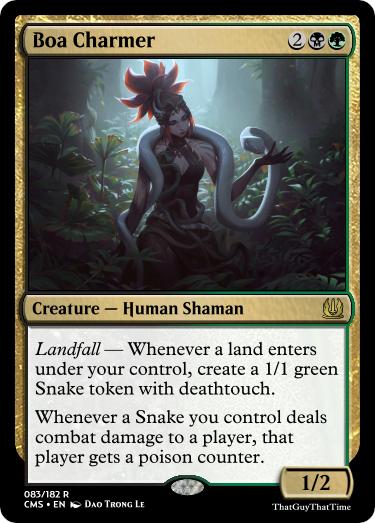 Boa Charmer 2
Creature — Human Shaman
Landfall — Whenever a land enters
under your control, create a 1/1 green
Snake token with deathtouch.
Whenever a Snake you control deals
combat damage to a player, that
player gets a poison counter.
1/2
083/182 R
CMS • EN Dao Trong Le
ThatGuyThatTime